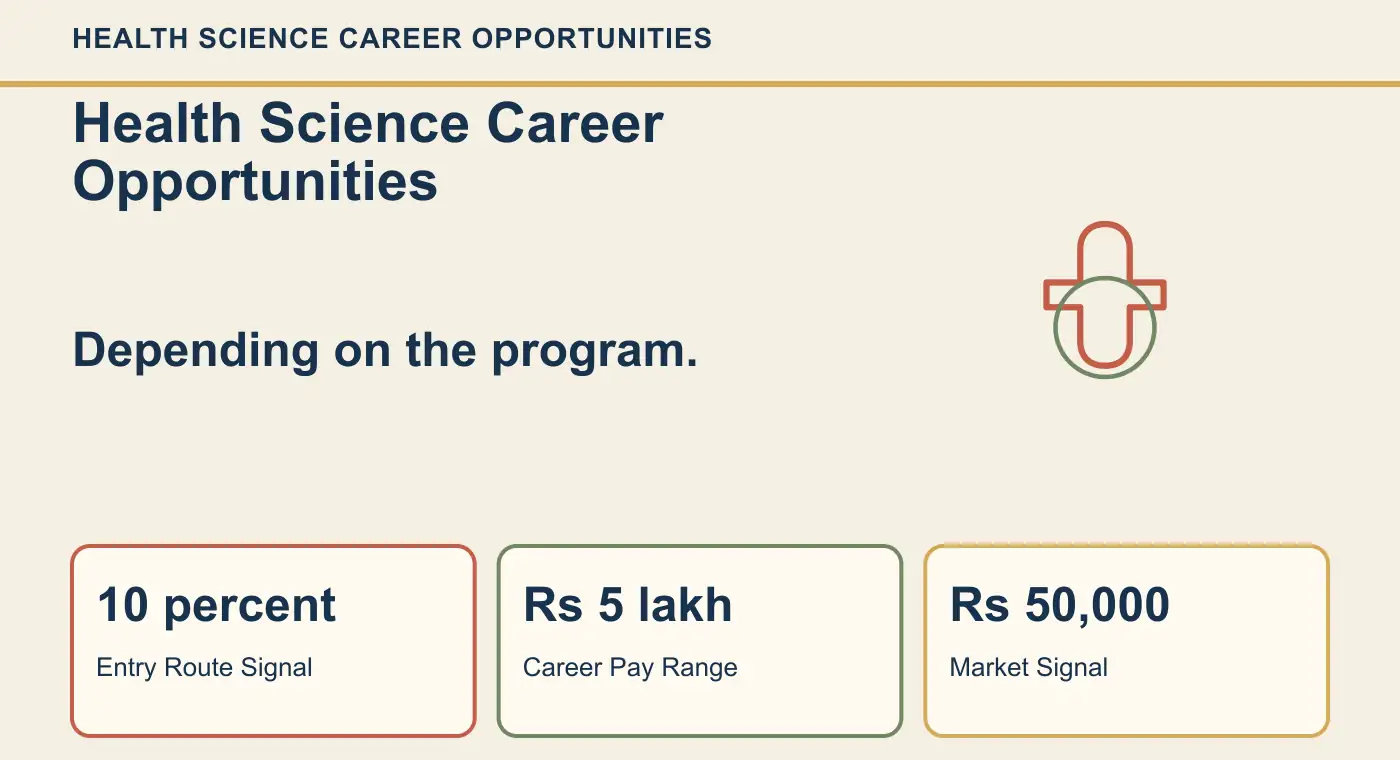 HEALTH SCIENCE CAREER OPPORTUNITIES
Health Science Career
Opportunities
Depending on the program.
10 percent
Entry Route Signal
Rs 5 lakh
Career Pay Range
Rs 50,000
Market Signal